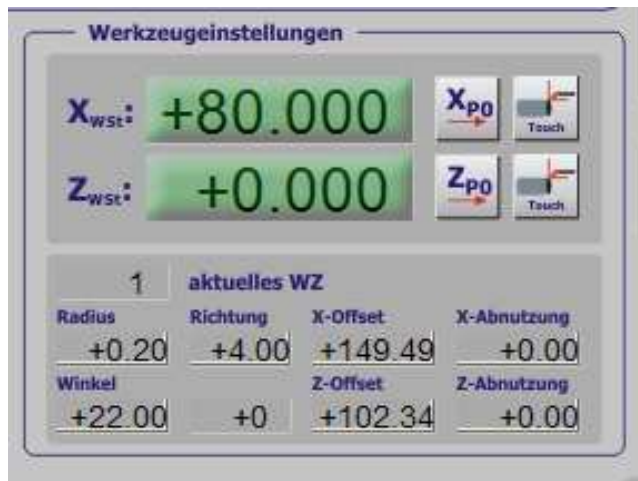 Werkzeugeinstellungen
Xwst: +80.000 XP0 Touch
Zwst: +0.000 ZP0 Touch
1 aktuelles WZ
Radius Richtung X-Offset X-Abnutzung
+0.20 +4.00 +149.49 +0.00
Winkel Z-Offset Z-Abnutzung
+22.00 +0 +102.34 +0.00